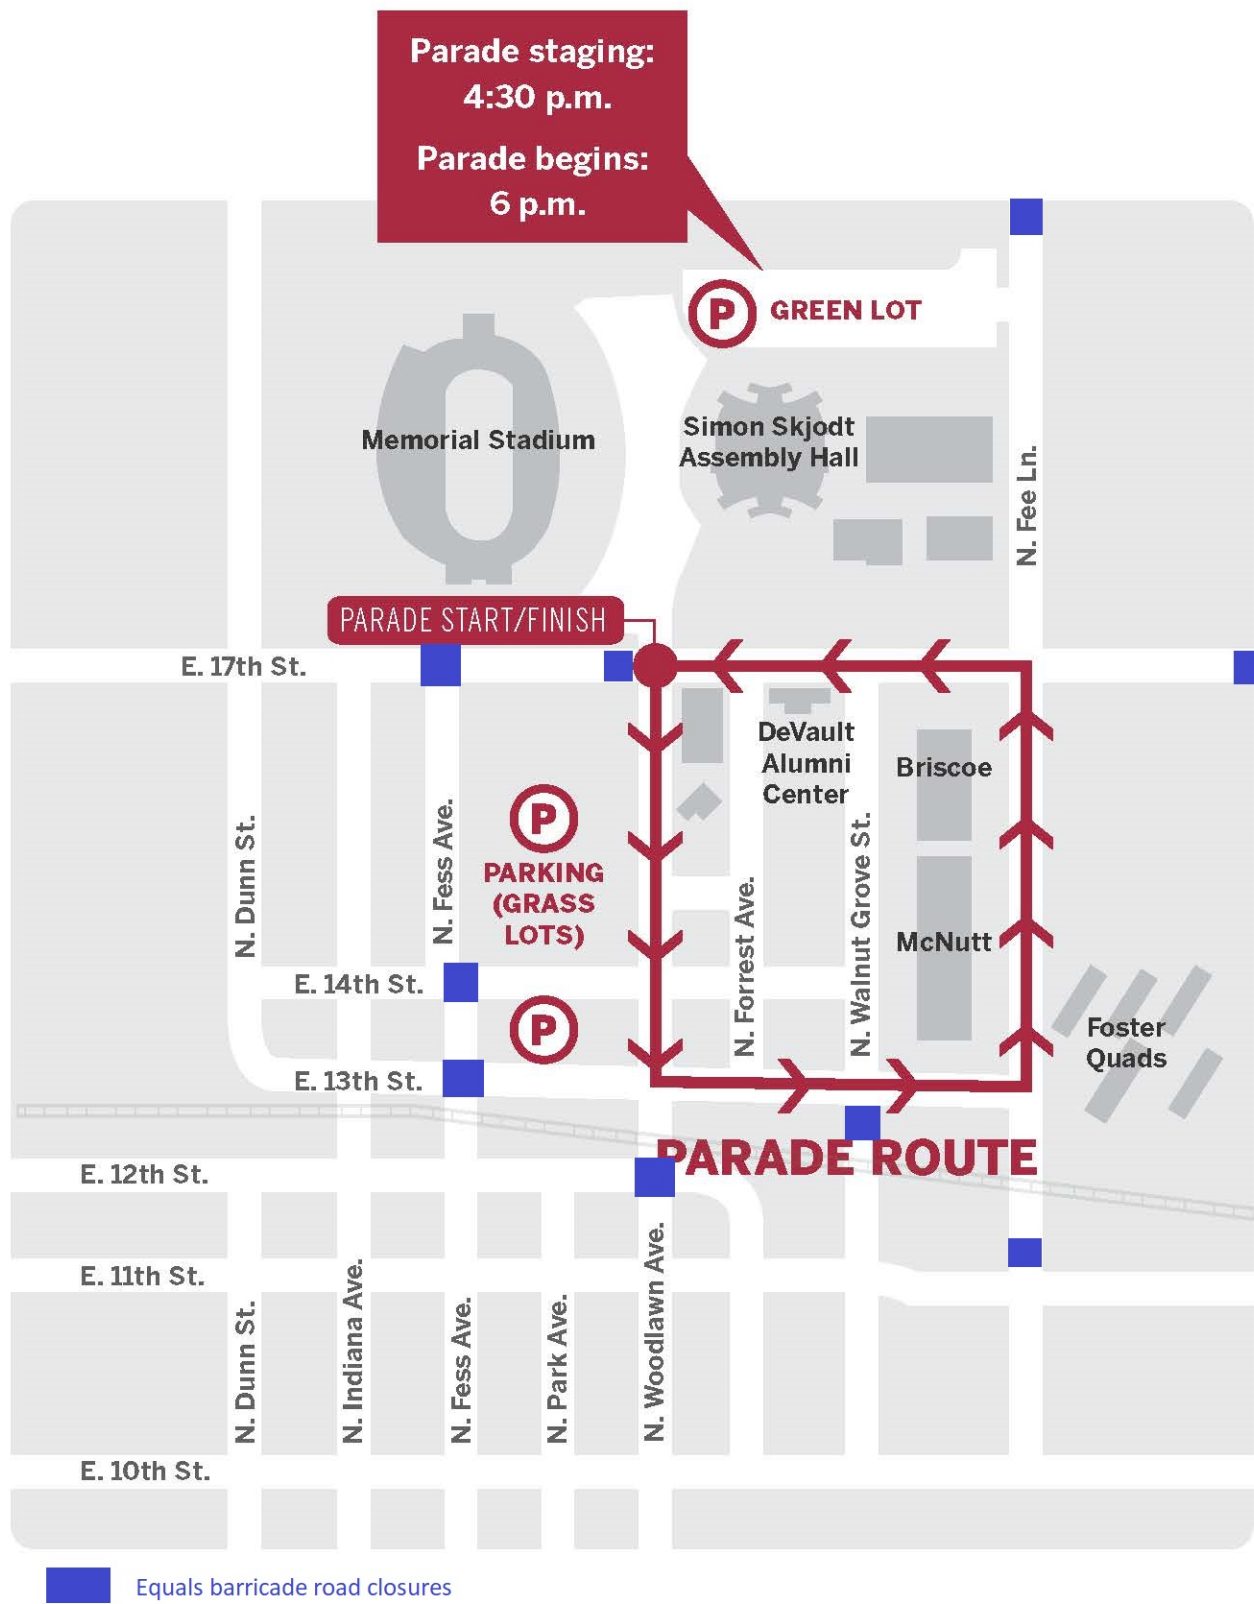 Parade staging:
4:30 p.m.
Parade begins:
6 p.m.
P
GREEN LOT
Memorial Stadium
Simon Skjodt
Assembly Hall
N. Fee Ln.
PARADE START/FINISH
E. 17th St.
DeVault
Alumni
Center
Briscoe
P
PARKING
(GRASS
LOTS)
N. Dunn St.
N. Fess Ave.
N. Forrest Ave.
N. Walnut Grove St.
McNutt
E. 14th St.
P
Foster
Quads
E. 13th St.
PARADE ROUTE
E. 12th St.
E. 11th St.
N. Dunn St.
N. Indiana Ave.
N. Fess Ave.
N. Park Ave.
N. Woodlawn Ave.
E. 10th St.
Equals barricade road closures